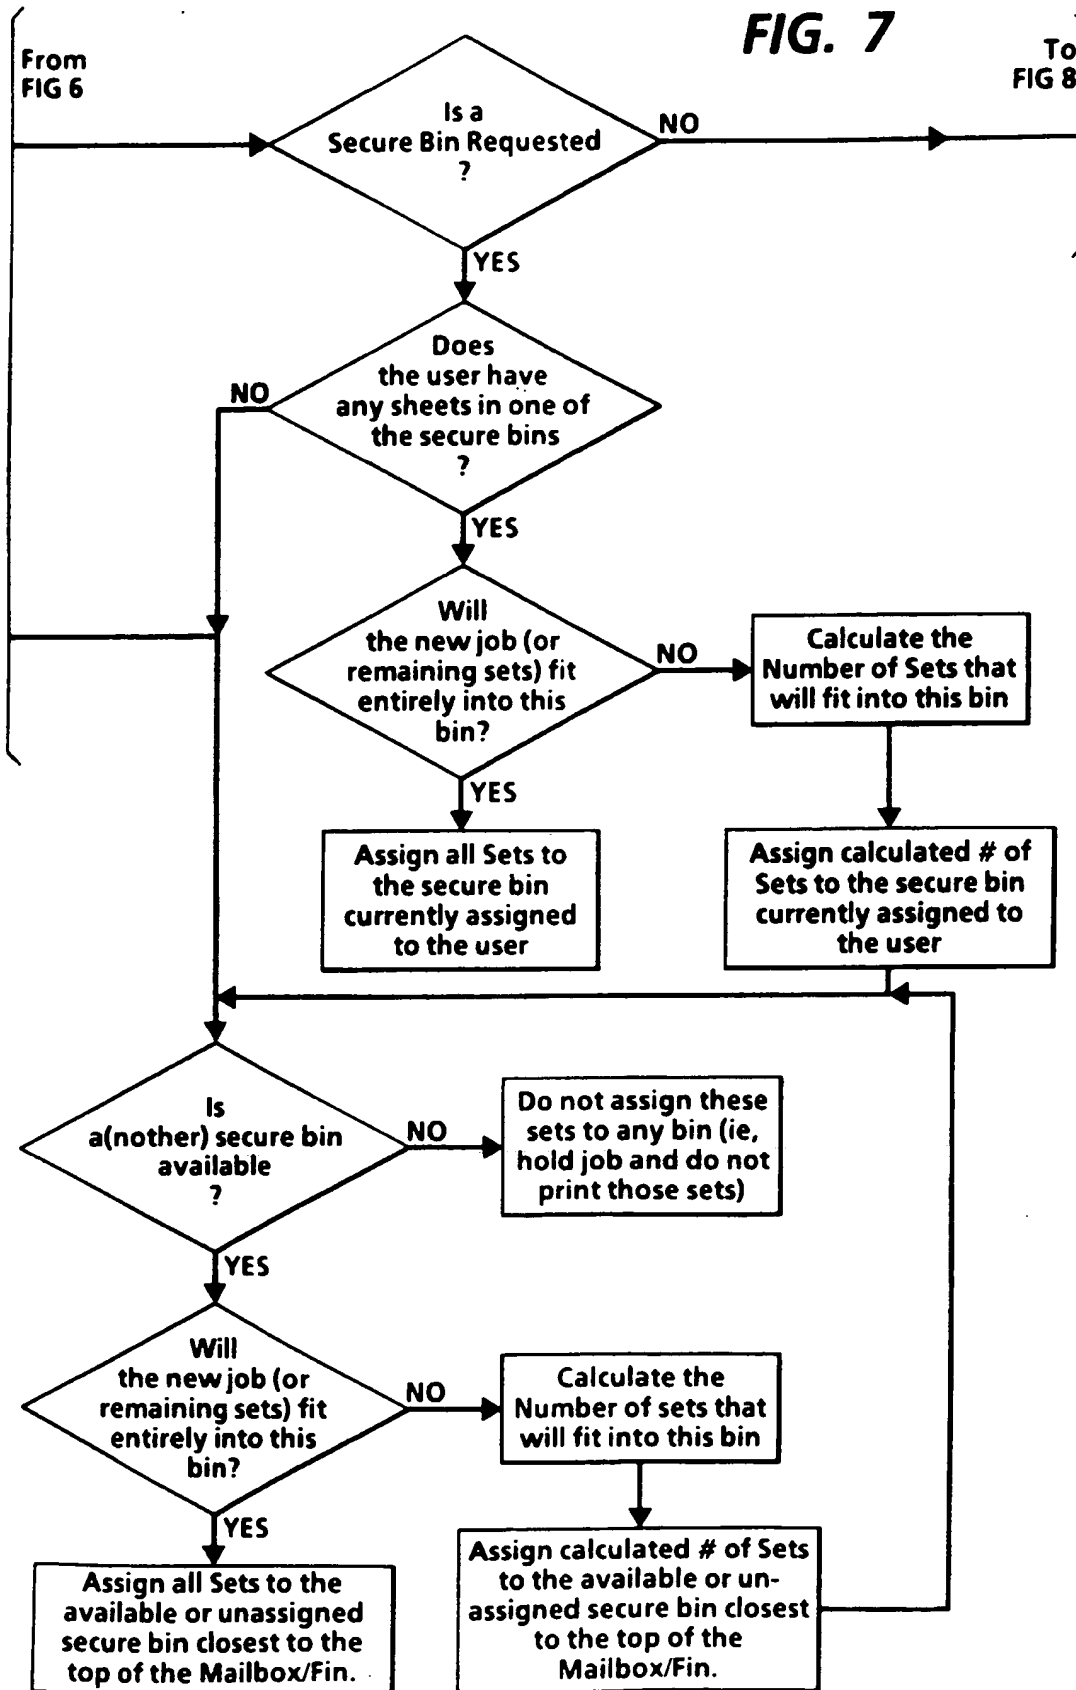 FIG. 7
From
FIG 6
To
FIG 8
Is a
Secure Bin Requested
?
NO
YES
Does
the user have
any sheets in one of
the secure bins
?
NO
YES
Will
the new job (or
remaining sets) fit
entirely into this
bin?
NO
Calculate the
Number of Sets that
will fit into this bin
YES
Assign all Sets to
the secure bin
currently assigned
to the user
Assign calculated # of
Sets to the secure bin
currently assigned to
the user
Is
a(nother) secure bin
available
?
NO
Do not assign these
sets to any bin (ie,
hold job and do not
print those sets)
YES
Will
the new job (or
remaining sets) fit
entirely into this
bin?
NO
Calculate the
Number of sets that
will fit into this bin
YES
Assign all Sets to the
available or unassigned
secure bin closest to the
top of the Mailbox/Fin.
Assign calculated # of Sets
to the available or un-
assigned secure bin closest
to the top of the
Mailbox/Fin.